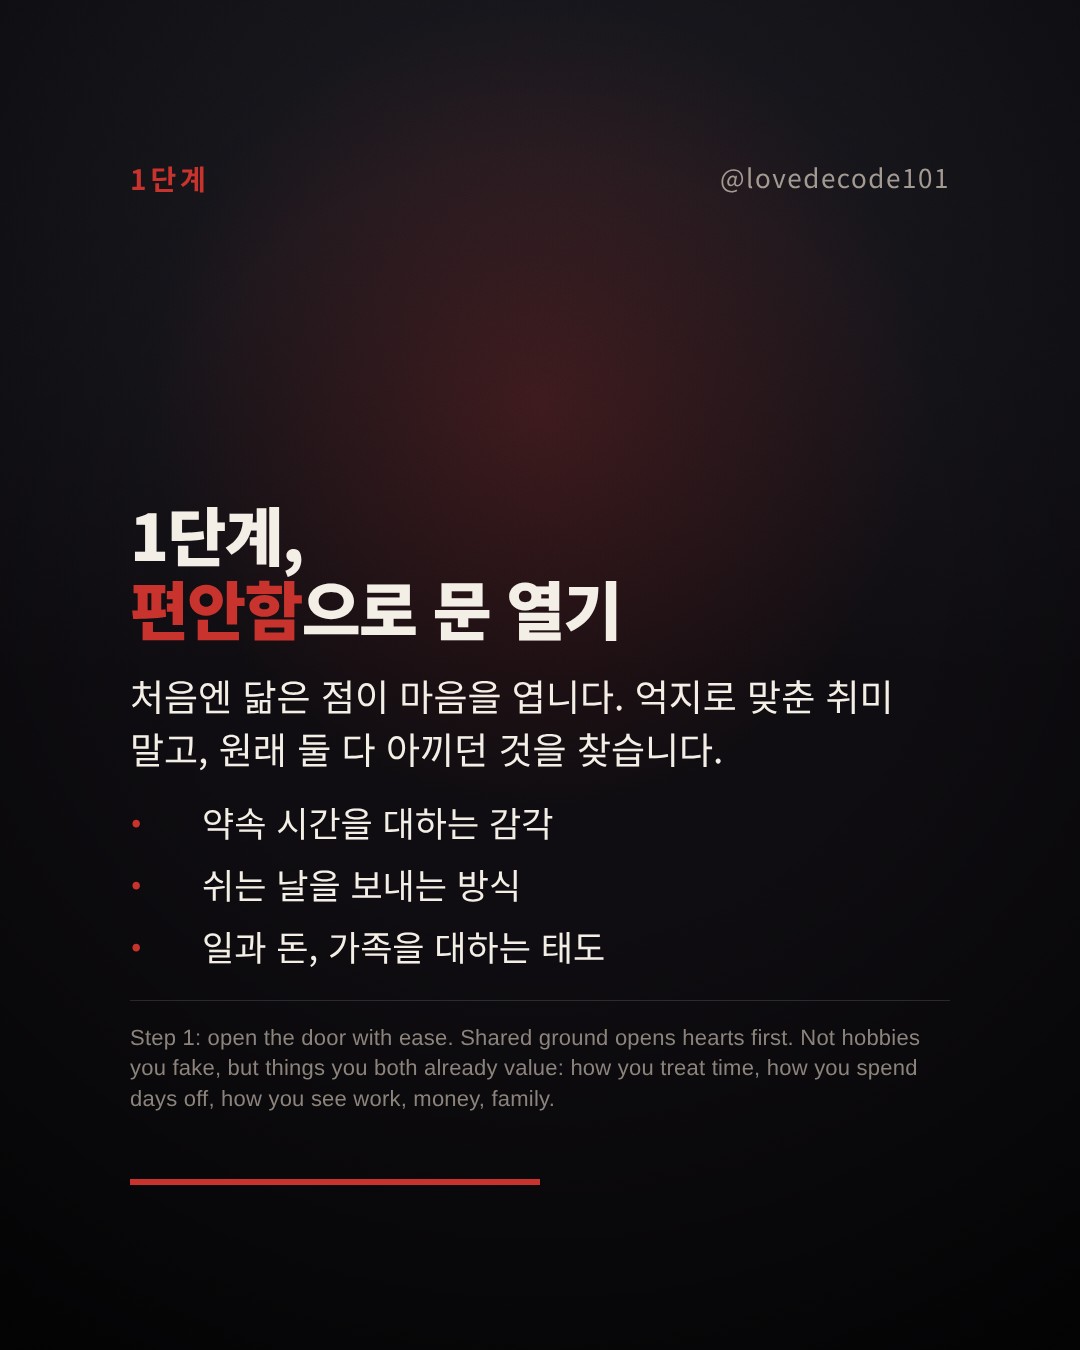 1단계
@lovedecode101
1단계,
편안함으로 문 열기
처음엔 닮은 점이 마음을 엽니다. 억지로 맞춘 취미
말고, 원래 둘 다 아끼던 것을 찾습니다.
• 약속 시간을 대하는 감각
• 쉬는 날을 보내는 방식
• 일과 돈, 가족을 대하는 태도
Step 1: open the door with ease. Shared ground opens hearts first. Not hobbies
you fake, but things you both already value: how you treat time, how you spend
days off, how you see work, money, family.